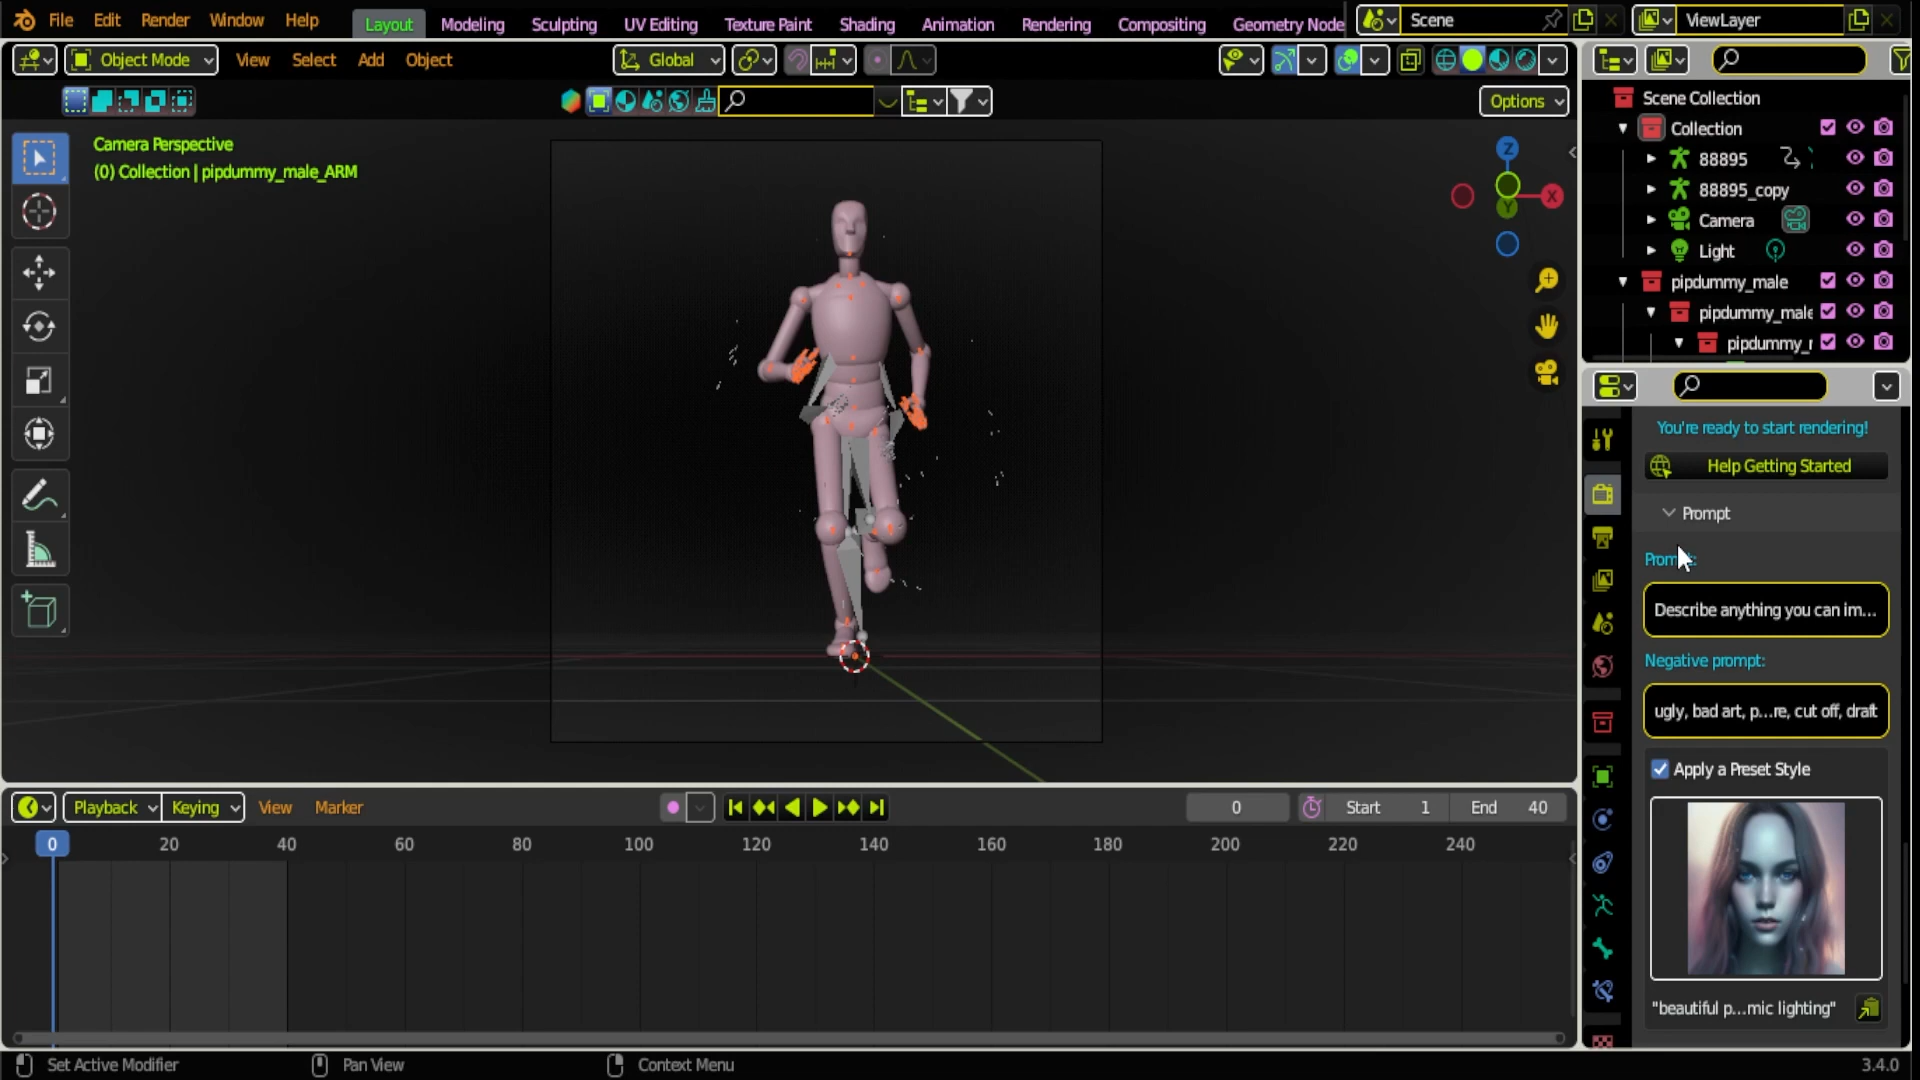 File Edit Render Window Help Layout Modeling Sculpting UV Editing Texture Paint Shading Animation Rendering Compositing Geometry Node Scene ViewLayer
Object Mode View Select Add Object Global
Options
Camera Perspective
(0) Collection | pipdummy_male_ARM
Z
Y
X
Scene Collection
Collection
88895
88895_copy
Camera
Light
pipdummy_male
pipdummy_male
pipdummy_r
You're ready to start rendering!
Help Getting Started
Prompt
Describe anything you can im...
Negative prompt:
ugly, bad art, p...re, cut off, draft
Apply a Preset Style
"beautiful p...mic lighting"
Playback Keying View Marker 0 Start 1 End 40
0 20 40 60 80 100 120 140 160 180 200 220 240
Set Active Modifier Pan View Context Menu 3.4.0